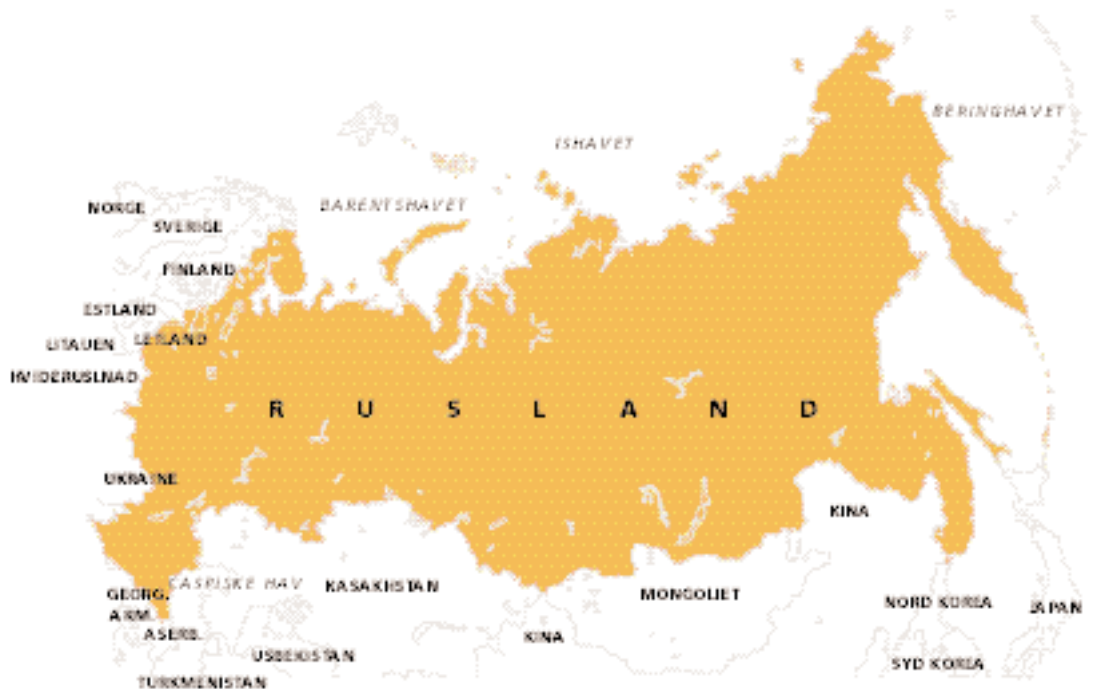 BERINGHAVET
ISHAVET
BARENTSHAVET
NORGE
SVERIGE
FINLAND
ESTLAND
LETLAND
LITAUEN
HVIDERUSLNAD
R U S L A N D
UKRAINE
KINA
CASPISKE HAV
KASAKHSTAN
GEORG.
MONGOLIET
NORD KOREA
JAPAN
ARM.
ASERB.
KINA
USBEKISTAN
SYD KOREA
TURKMENISTAN